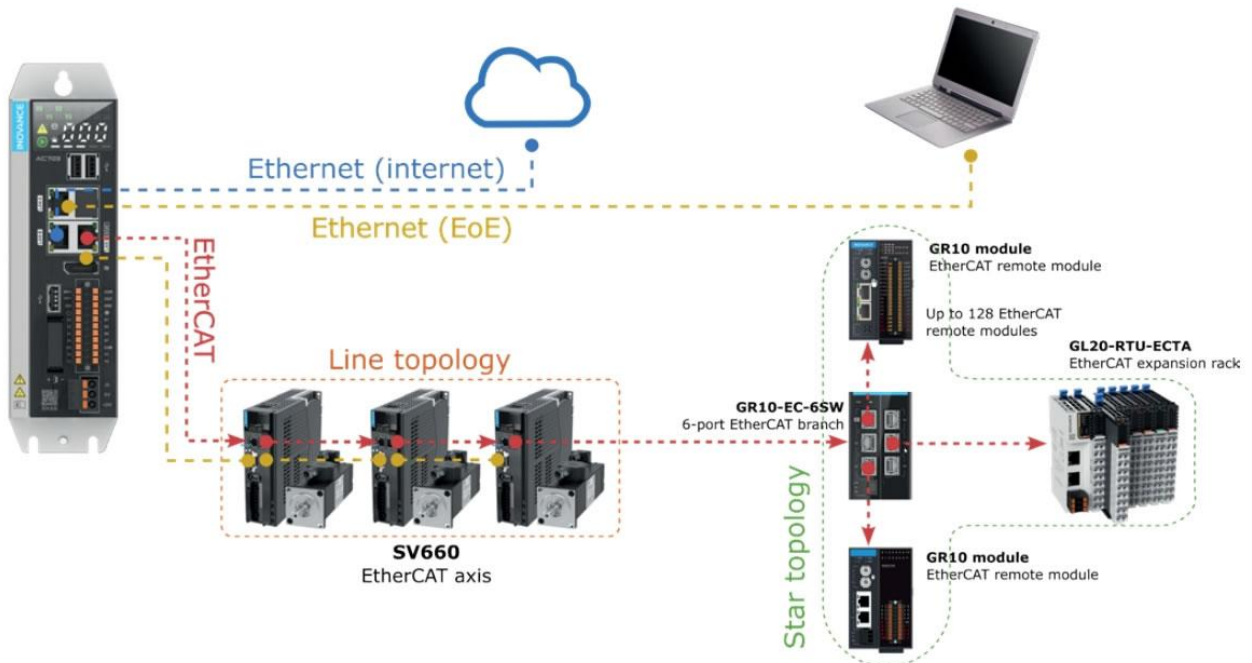 INOVANCE
Ethernet (internet)
Ethernet (EoE)
EtherCAT
Line topology
SV660
EtherCAT axis
GR10-EC-6SW
6-port EtherCAT branch
Star topology
GR10 module
EtherCAT remote module
Up to 128 EtherCAT
remote modules
GL20-RTU-ECTA
EtherCAT expansion rack
GR10 module
EtherCAT remote module